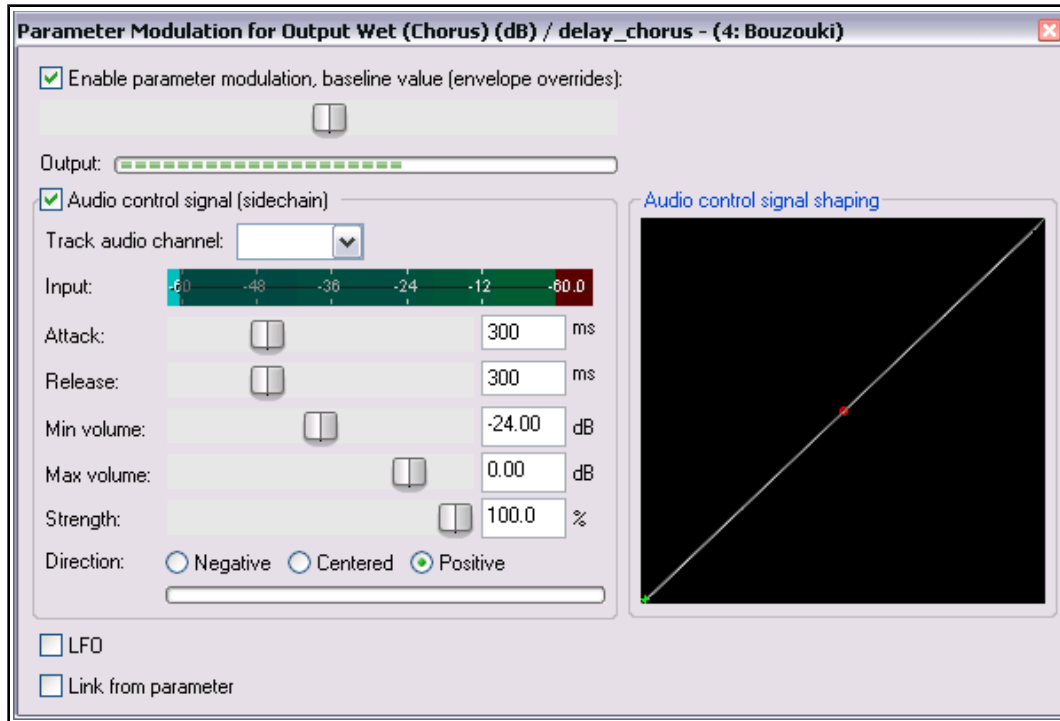 Parameter Modulation for Output Wet (Chorus) (dB) / delay_chorus - (4: Bouzouki)
Enable parameter modulation, baseline value (envelope overrides):
Output:
Audio control signal (sidechain)
Track audio channel:
Input: -60 -48 -36 -24 -12 -60.0
Attack: 300 ms
Release: 300 ms
Min volume: -24.00 dB
Max volume: 0.00 dB
Strength: 100.0 %
Direction: Negative Centered Positive
Audio control signal shaping
LFO
Link from parameter